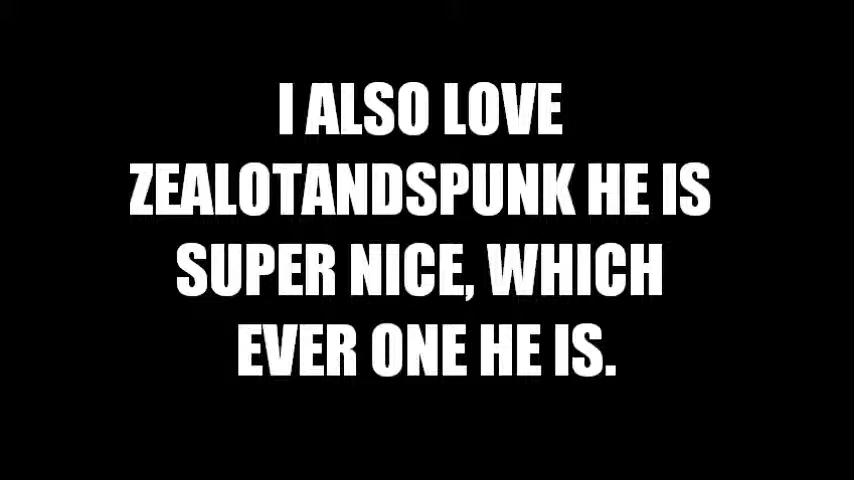 I ALSO LOVE
ZEALOTANDSPUNK HE IS
SUPER NICE, WHICH
EVER ONE HE IS.